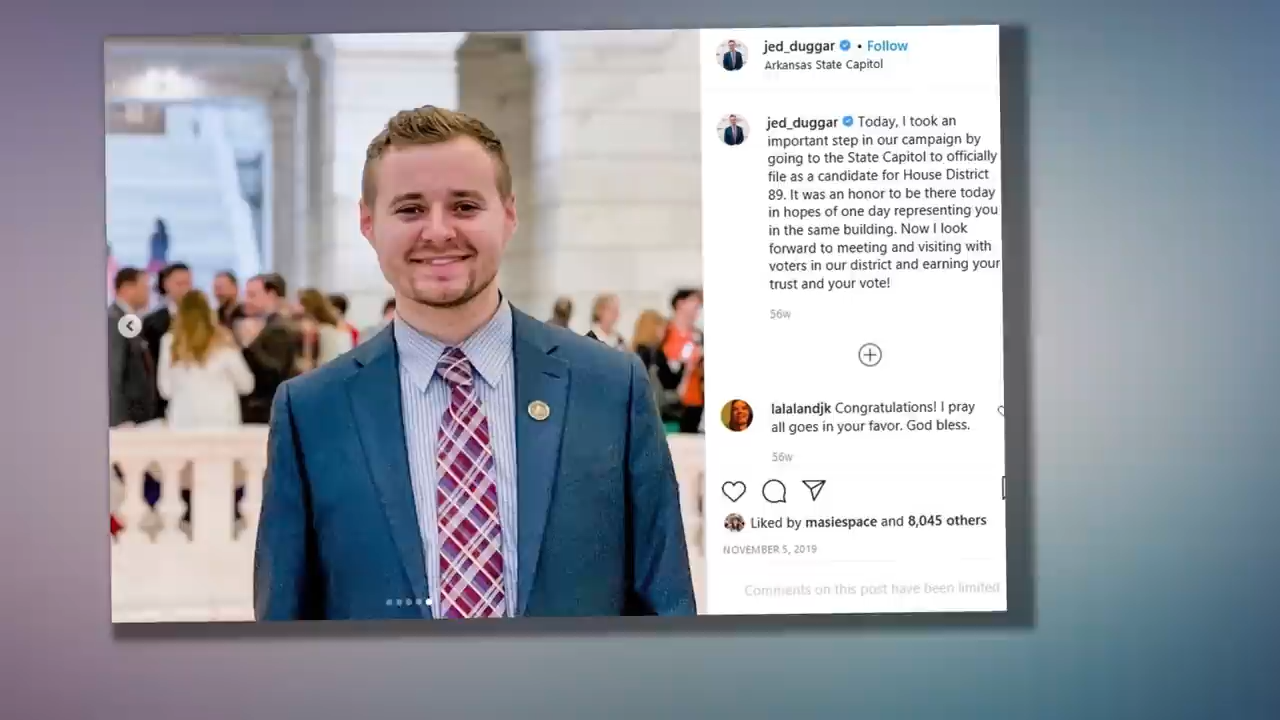 jed_duggar • Follow
Arkansas State Capitol
jed_duggar Today, I took an
important step in our campaign by
going to the State Capitol to officially
file as a candidate for House District
89. It was an honor to be there today
in hopes of one day representing you
in the same building. Now I look
forward to meeting and visiting with
voters in our district and earning your
trust and your vote!
56w
lalalandjk Congratulations! I pray
all goes in your favor. God bless.
56w
Liked by masiespace and 8,045 others
NOVEMBER 5, 2019
Comments on this post have been limited